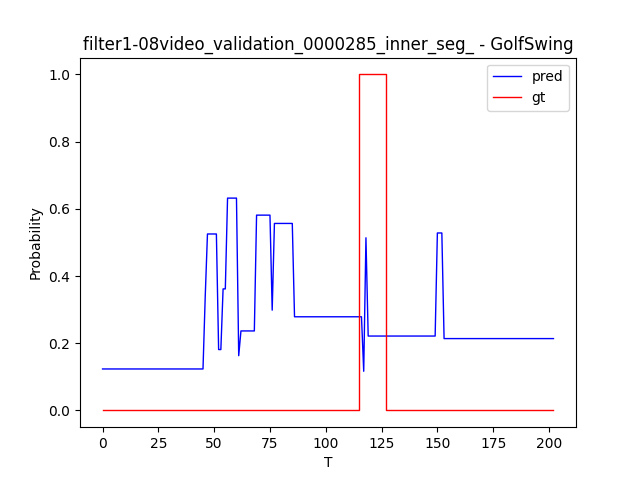 filter1-08video_validation_0000285_inner_seg_ - GolfSwing
pred
gt
1.0
0.8
0.6
0.4
0.2
0.0
Probability
0 25 50 75 100 125 150 175 200
T